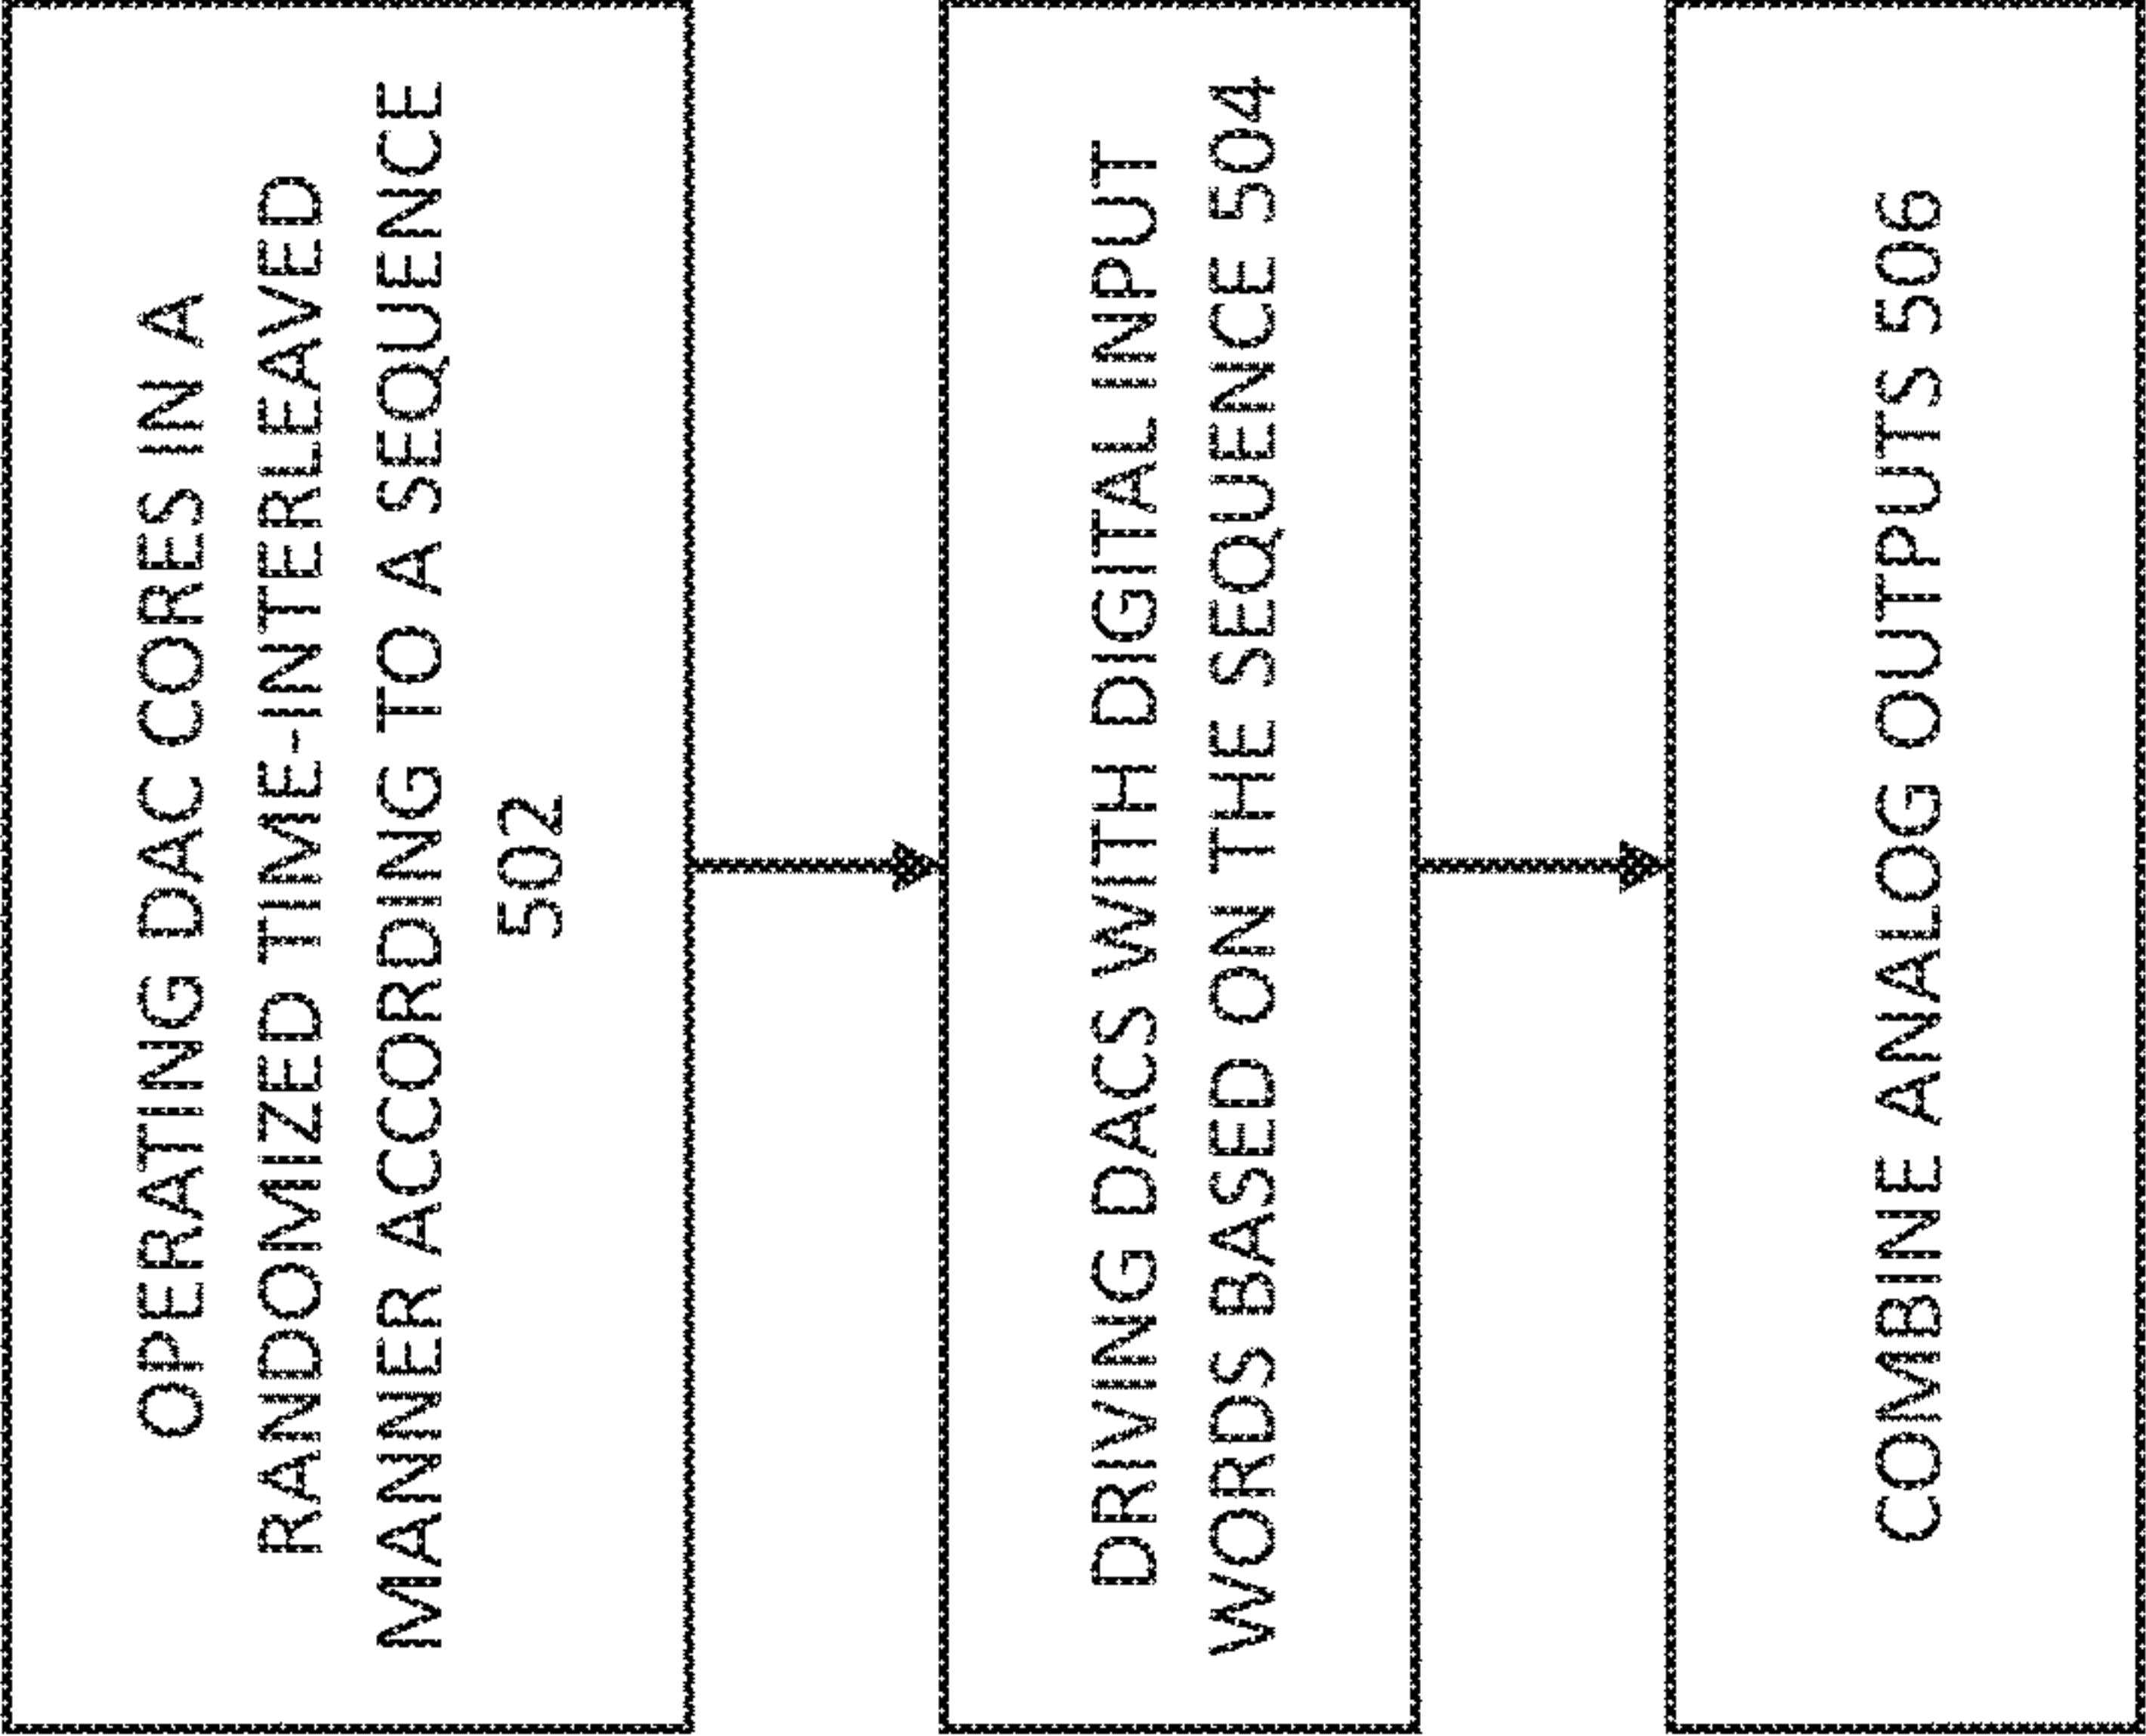 OPERATING DAC CORES IN A
RANDOMIZED TIME-INTERLEAVED
MANNER ACCORDING TO A SEQUENCE
502
DRIVING DACS WITH DIGITAL INPUT
WORDS BASED ON THE SEQUENCE 504
COMBINE ANALOG OUTPUTS 506